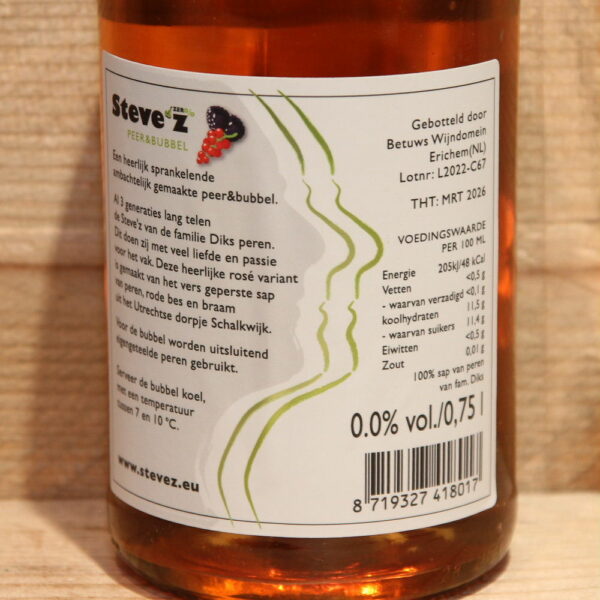 Steve'z
ZERO%
PEER&BUBBEL
Een heerlijk sprankelende
ambachtelijk gemaakte peer&bubbel.
Al 3 generaties lang telen
de Steve'z van de familie Diks peren.
Dit doen zij met veel liefde en passie
voor het vak. Deze heerlijke rosé variant
is gemaakt van het vers geperste sap
van peren, rode bes en braam
uit het Utrechtse dorpje Schalkwijk.
Voor de bubbel worden uitsluitend
eigengeteelde peren gebruikt.
Serveer de bubbel koel,
met een temperatuur
tussen 7 en 10 °C.
www.stevez.eu
Gebotteld door
Betuws Wijndomein
Erichem(NL)
Lotnr: L2022-C67
THT: MRT 2026
VOEDINGSWAARDE
PER 100 ML
Energie 205kJ/48 kCal
Vetten <0,5 g
- waarvan verzadigd <0,1 g
koolhydraten 11,5 g
- waarvan suikers 11,4 g
Eiwitten <0,5 g
Zout 0,01 g
100% sap van peren
van fam. Diks
0.0% vol./0,75 l
8 719327 418017